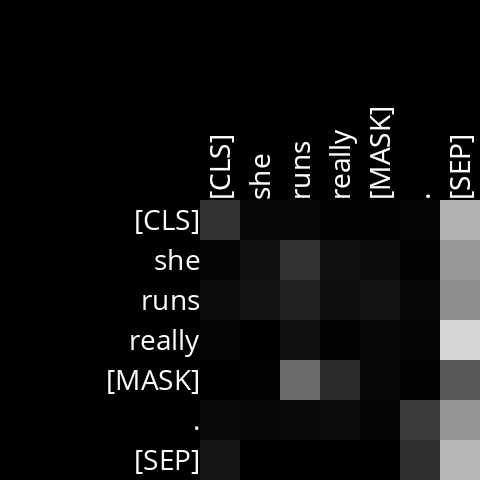 [CLS] she runs really [MASK] . [SEP]
[CLS]
she
runs
really
[MASK]
.
[SEP]